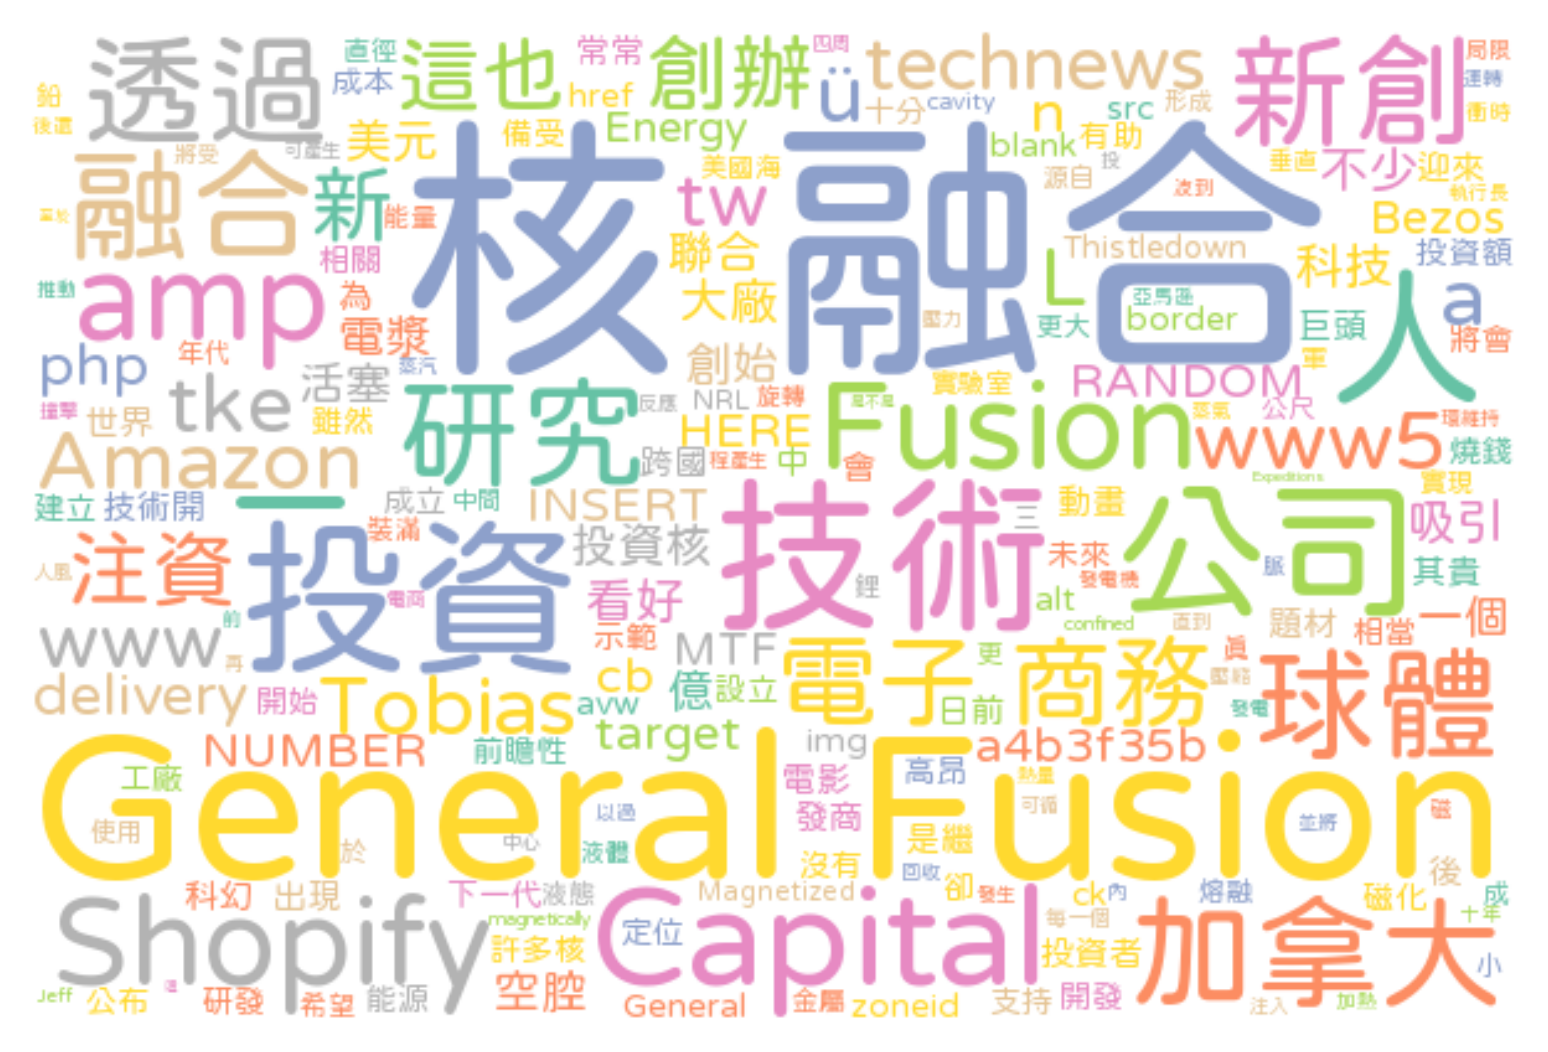 透過
直徑
成本
這也
常常
href
創辦
四周
ü
technews
十分
cavity
n
src
形成
新創
局限
運轉
衝時
鉛
後還
將受
可產生
美元
備受
Energy
美國海
blank
有助
投
源自
垂直
不少
迎來
執行長
融合
新
能量
核融合
tw
波到
Bezos
相關
聯合
Thistledown
科技
投資額
推動
amp
為
電漿
大廠
壓力
L
亞馬遜
border
更大
巨頭
人
a
將會
php
年代
tke
活塞
蒸汽
創始
實驗室
RANDOM
軍
撞擊
世界
雖然
研究
反應
NRL
旋轉
HERE
Fusion
是不是
蒸氣
公尺
www5
環維持
燒錢
Amazon
一
跨國
程產生
中
會
Expeditions
實現
建立
技術開
成立
中間
INSERT
技術
三
動畫
公司
吸引
注資
裝滿
投資
投資核
未來
發電機
脈
其貴
人風
電商
看好
鋰
alt
confined
直到
題材
相當
一個
www
前
再
示範
MTF
電子商務
更
真
壓縮
球體
delivery
開始
Tobias
cb
avw
億
設立
日前
發電
NUMBER
前瞻性
target
img
a4b3f35b
工廠
General Fusion
電影
高昂
熱量
使用
以過
發商
可循
並將
磁
於
中心
液體
沒有
是繼
回收
後
科幻
出現
下一代
液態
Magnetized
卻
發生
ck
內
熔融
磁化
成
十年
Shopify
magnetically
許多核
Capital
定位
每一個
投資者
加拿大
小
Jeff
公布
研發
希望
能源
空腔
General
金屬
zoneid
支持
開發
注入
加熱